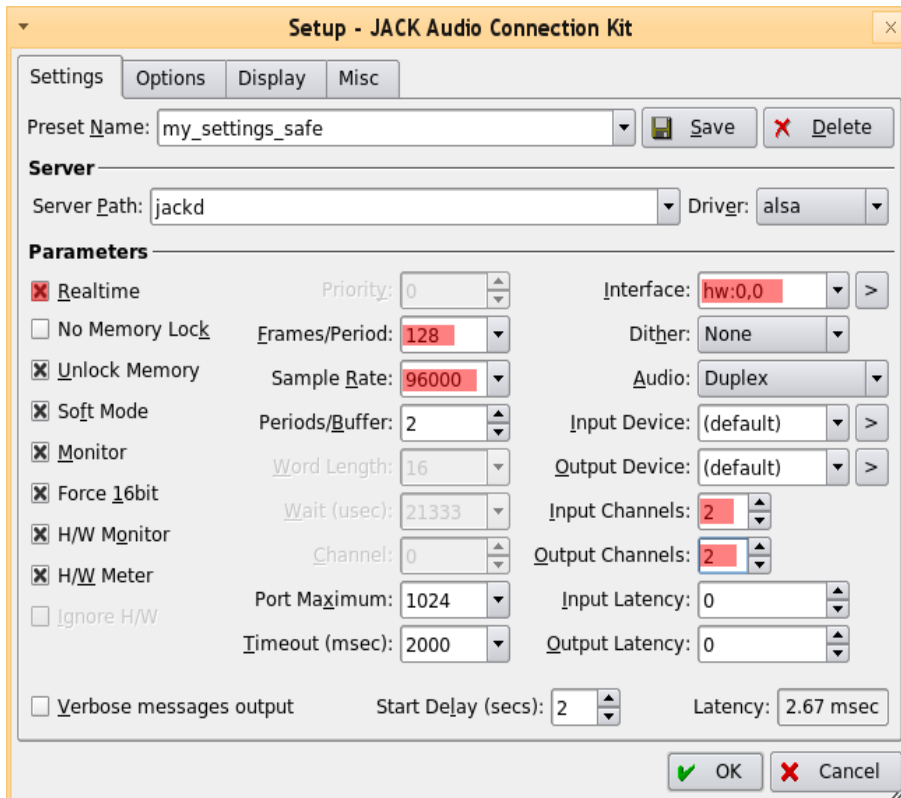 Setup - JACK Audio Connection Kit
Settings Options Display Misc
Preset Name: my_settings_safe Save Delete
Server
Server Path: jackd Driver: alsa
Parameters
Realtime Priority: 0 Interface: hw:0,0
No Memory Lock Frames/Period: 128 Dither: None
Unlock Memory Sample Rate: 96000 Audio: Duplex
Soft Mode Periods/Buffer: 2 Input Device: (default) >
Monitor Word Length: 16 Output Device: (default) >
Force 16bit Wait (usec): 21333 Input Channels: 2
H/W Monitor Channel: 0 Output Channels: 2
H/W Meter Port Maximum: 1024 Input Latency: 0
Ignore H/W Timeout (msec): 2000 Output Latency: 0
Verbose messages output Start Delay (secs): 2 Latency: 2.67 msec
OK Cancel